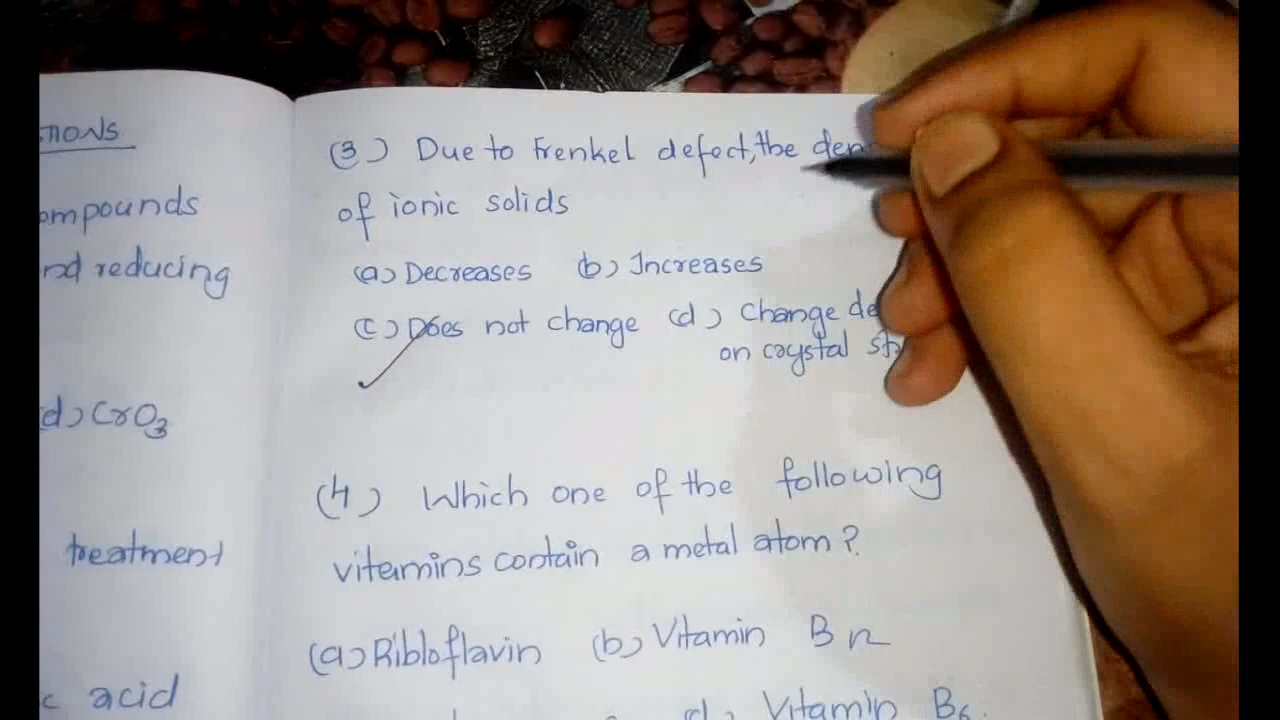 TIONS
ompounds
nd reducing
(d) CrO3
treatment
c acid
(3) Due to Frenkel defect, the den
of ionic solids
(a) Decreases (b) Increases
(c) Does not change (d) Change de
on crystal st
(4) Which one of the following
vitamins contain a metal atom?
(a) Ribloflavin (b) Vitamin B12
d) Vitamin B6.